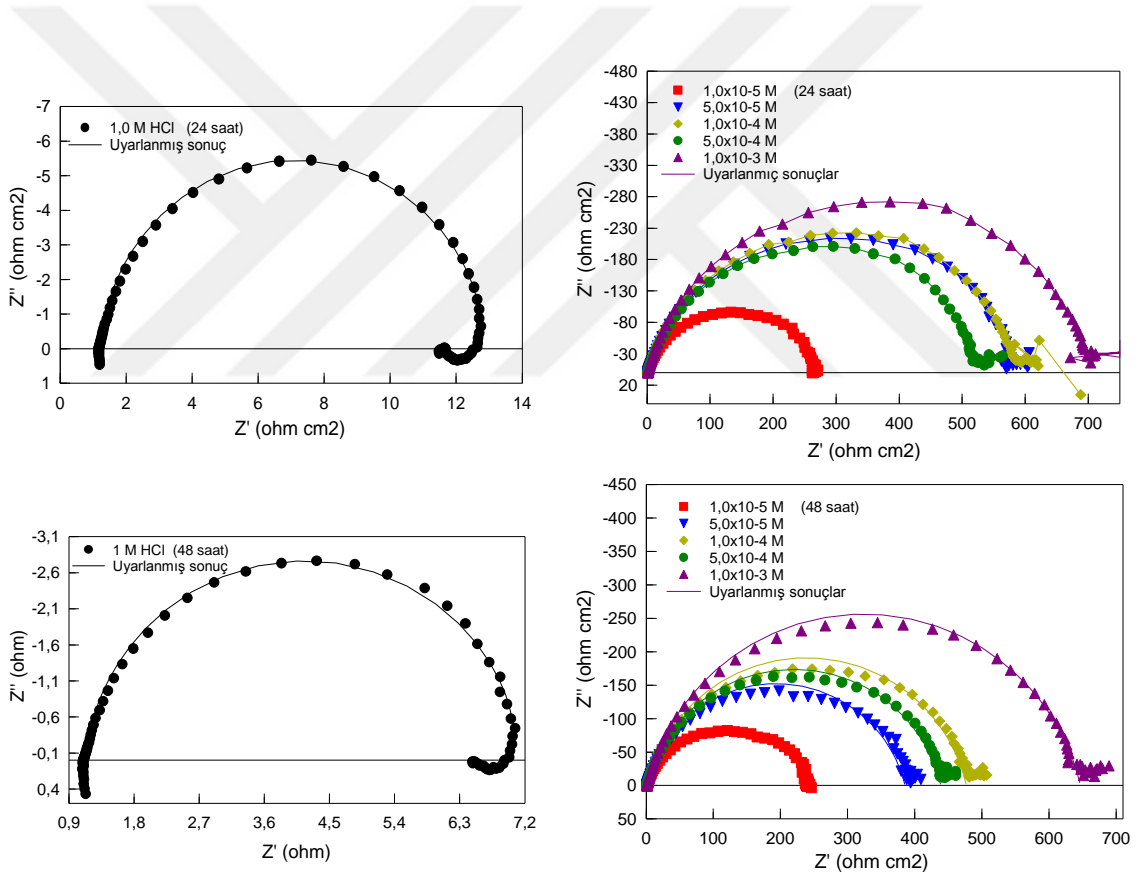 -7
-6
-5
-4
-3
-2
-1
0
1
Z'' (ohm cm2)
1,0 M HCl (24 saat)
Uyarlanmış sonuç
0 2 4 6 8 10 12 14
Z' (ohm cm2)
-480
-430
-380
-330
-280
-230
-180
-130
-80
-30
20
Z'' (ohm cm2)
1,0x10-5 M (24 saat)
5,0x10-5 M
1,0x10-4 M
5,0x10-4 M
1,0x10-3 M
Uyarlanmış sonuçlar
0 100 200 300 400 500 600 700
Z' (ohm cm2)
-3,1
-2,6
-2,1
-1,6
-1,1
-0,6
-0,1
0,4
Z'' (ohm)
1 M HCl (48 saat)
Uyarlanmış sonuç
0,9 1,8 2,7 3,6 4,5 5,4 6,3 7,2
Z' (ohm)
-450
-400
-350
-300
-250
-200
-150
-100
-50
0
50
Z'' (ohm cm2)
1,0x10-5 M (48 saat)
5,0x10-5 M
1,0x10-4 M
5,0x10-4 M
1,0x10-3 M
Uyarlanmış sonuçlar
0 100 200 300 400 500 600 700
Z' (ohm cm2)